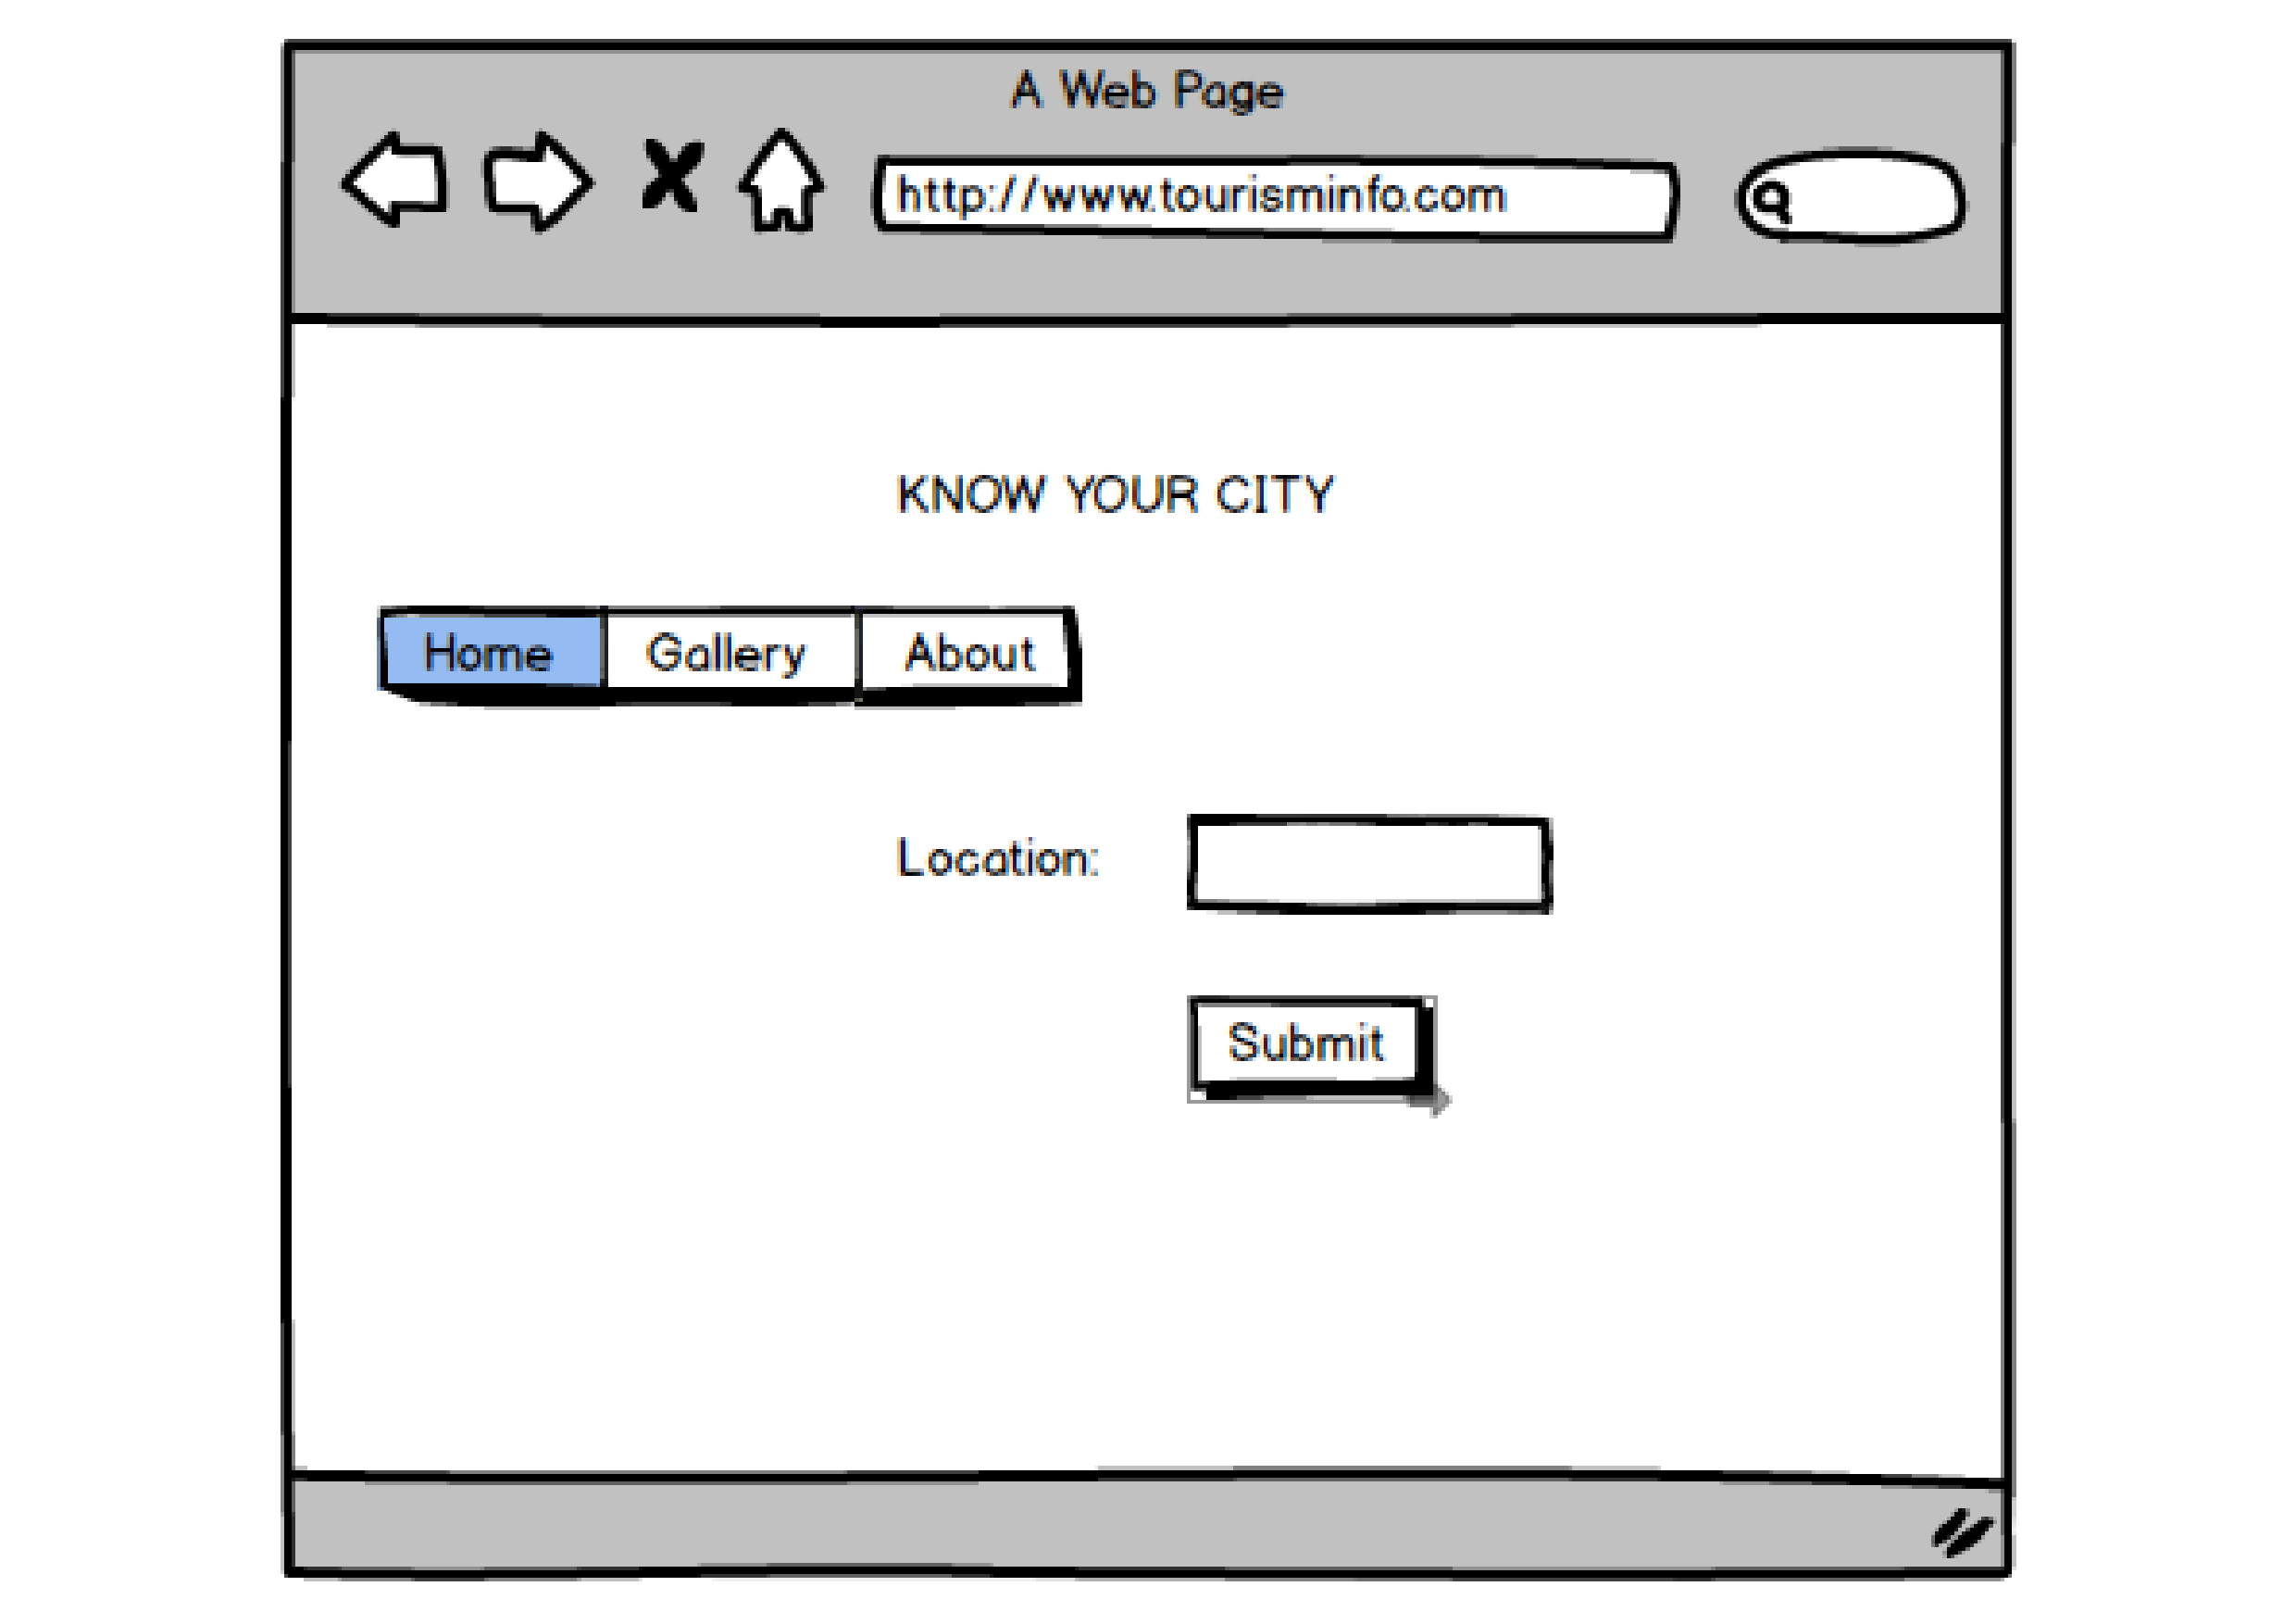 A Web Page
http://www.tourisminfo.com
KNOW YOUR CITY
Home Gallery About
Location:
Submit